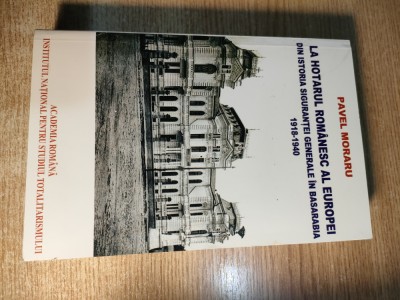 PAVEL MORARU
LA HOTARUL ROMÂNESC AL EUROPEI
DIN ISTORIA SIGURANȚEI GENERALE ÎN BASARABIA
1918-1940
ACADEMIA ROMÂNĂ
INSTITUTUL NAȚIONAL PENTRU STUDIUL TOTALITARISMULUI